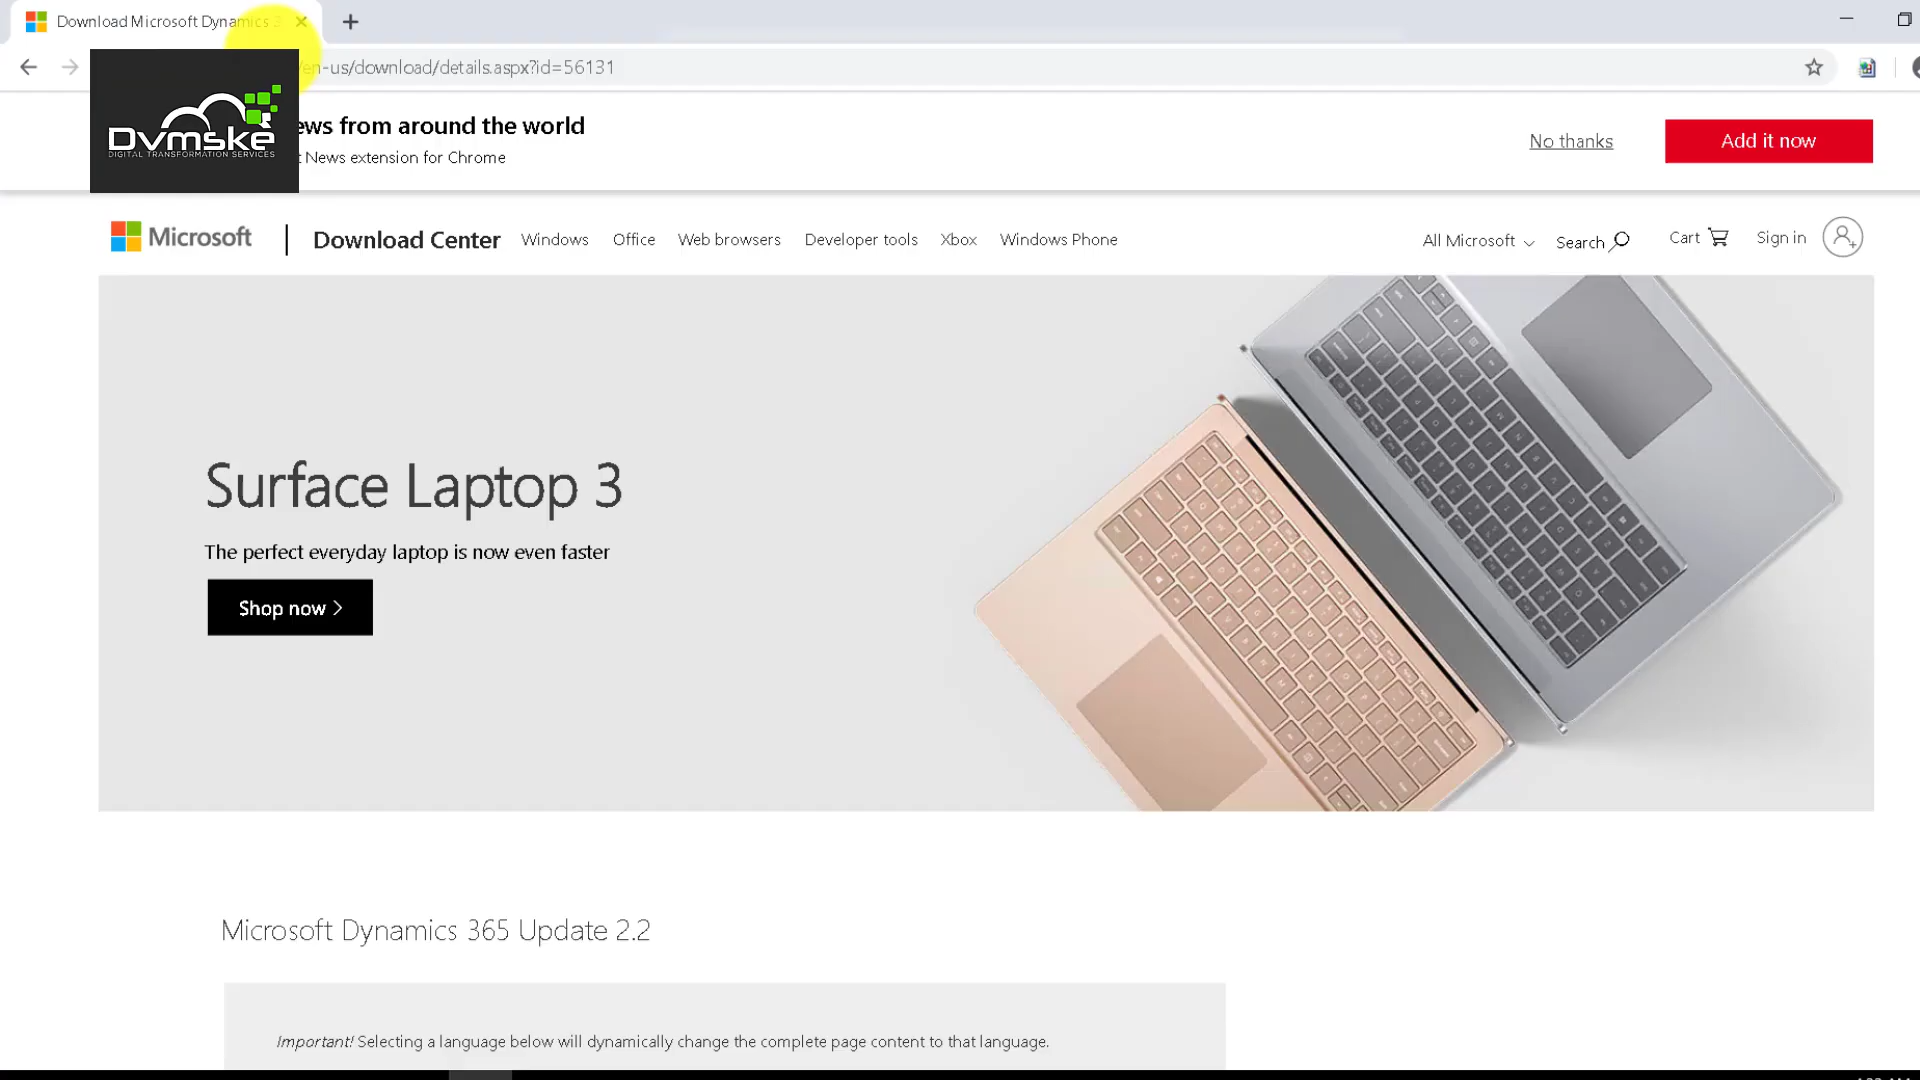 Download Microsoft Dynamics 3
en-us/download/details.aspx?id=56131
Dvmske
DIGITAL TRANSFORMATION SERVICES
ews from around the world
t News extension for Chrome
No thanks
Add it now
Microsoft
Download Center
Windows
Office
Web browsers
Developer tools
Xbox
Windows Phone
All Microsoft
Search
Cart
Sign in
Surface Laptop 3
The perfect everyday laptop is now even faster
Shop now >
Microsoft Dynamics 365 Update 2.2
Important! Selecting a language below will dynamically change the complete page content to that language.